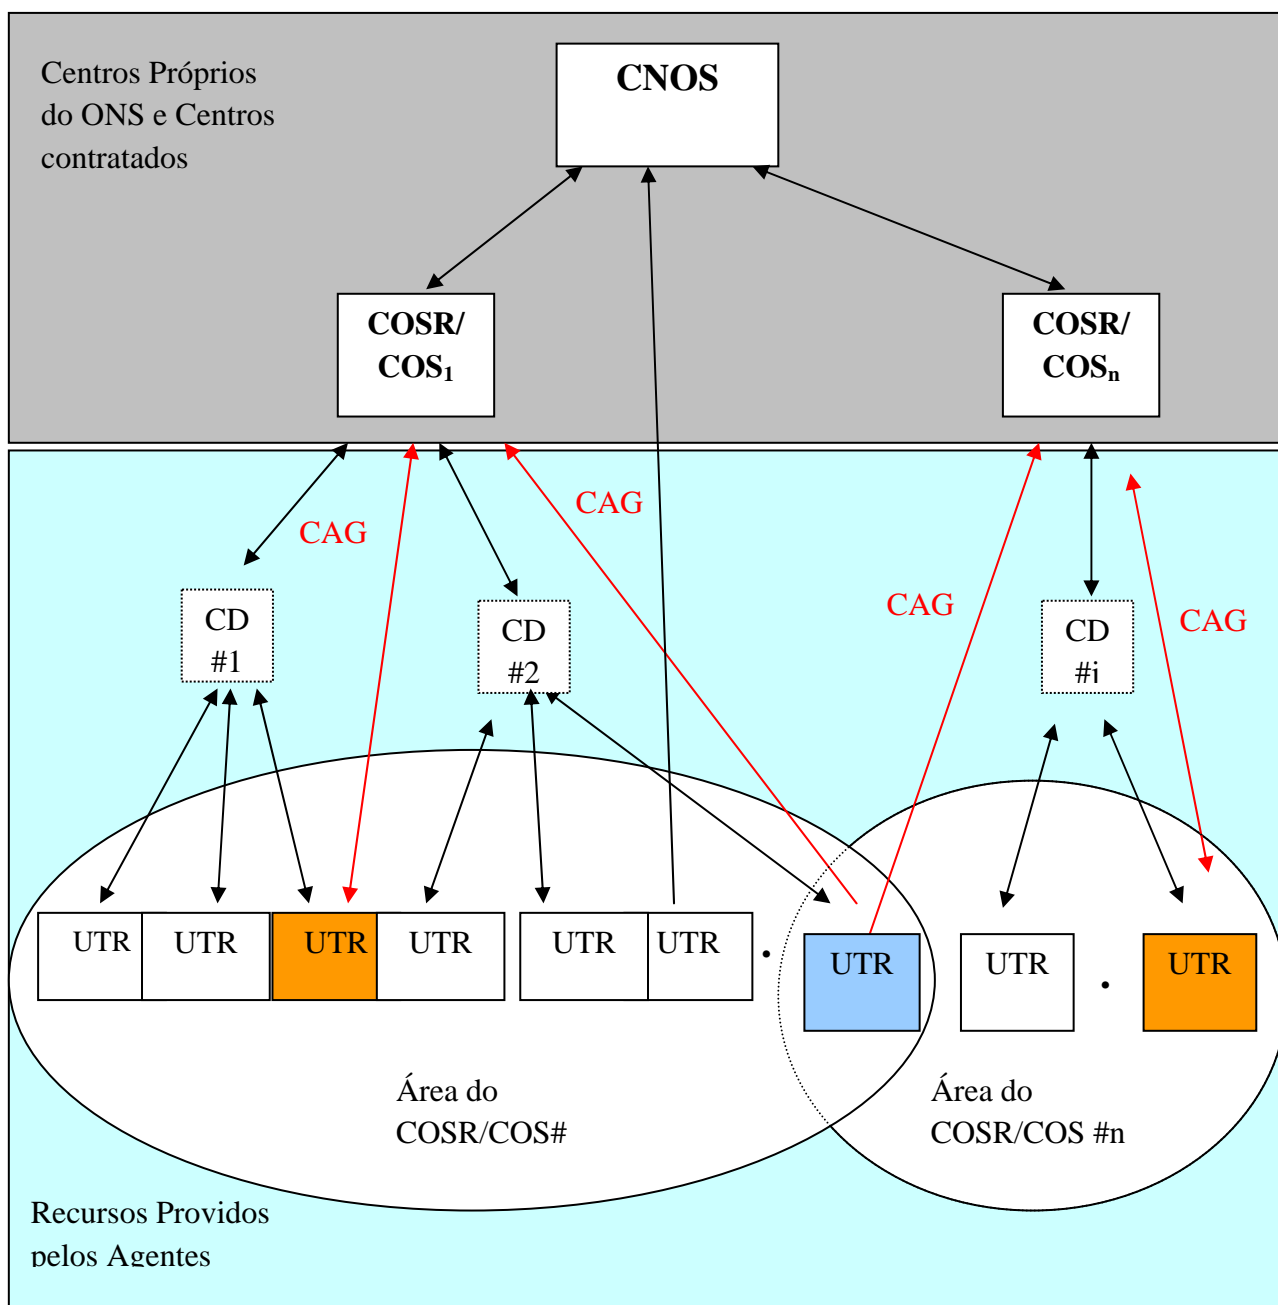 Centros Próprios
do ONS e Centros
contratados
CNOS
COSR/
COS1
COSR/
COSn
CAG
CAG
CAG
CAG
CD
#1
CD
#2
CD
#i
UTR
UTR
UTR
UTR
UTR
UTR
.
UTR
UTR
.
UTR
Área do
COSR/COS#
Área do
COSR/COS #n
Recursos Providos
pelos Agentes